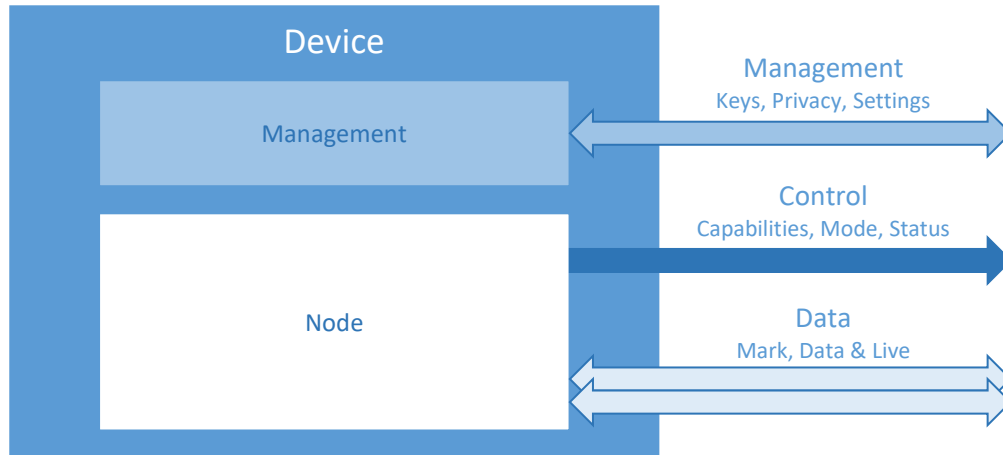 Device
Management
Node
Management
Keys, Privacy, Settings
Control
Capabilities, Mode, Status
Data
Mark, Data & Live